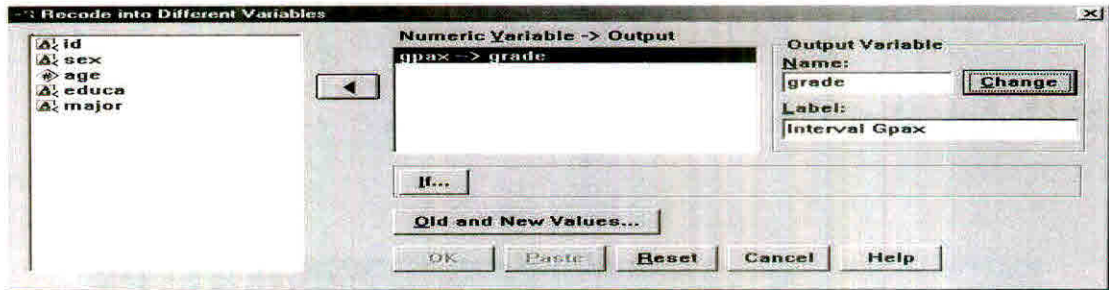 Recode into Different Variables
id
sex
age
educa
major
Numeric Variable -> Output
gpax --> grade
Output Variable
Name:
grade
Change
Label:
Interval Gpax
If...
Old and New Values...
OK
Paste
Reset
Cancel
Help